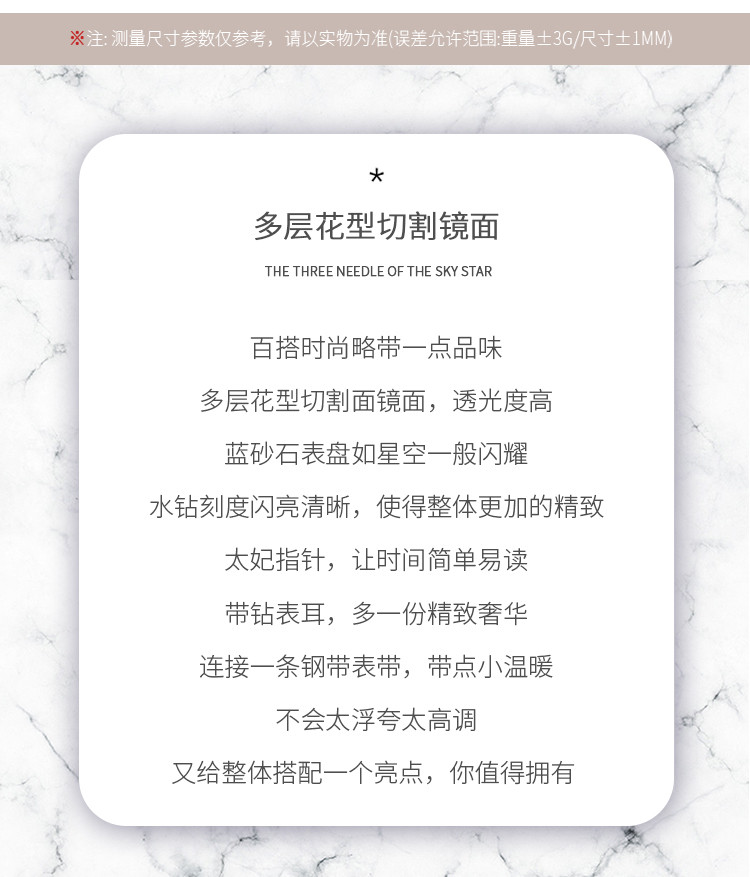 ※注: 测量尺寸参数仅参考，请以实物为准(误差允许范围:重量±3G/尺寸±1MM)
*
多层花型切割镜面
THE THREE NEEDLE OF THE SKY STAR
百搭时尚略带一点品味
多层花型切割面镜面，透光度高
蓝砂石表盘如星空一般闪耀
水钻刻度闪亮清晰，使得整体更加的精致
太妃指针，让时间简单易读
带钻表耳，多一份精致奢华
连接一条钢带表带，带点小温暖
不会太浮夸太高调
又给整体搭配一个亮点，你值得拥有